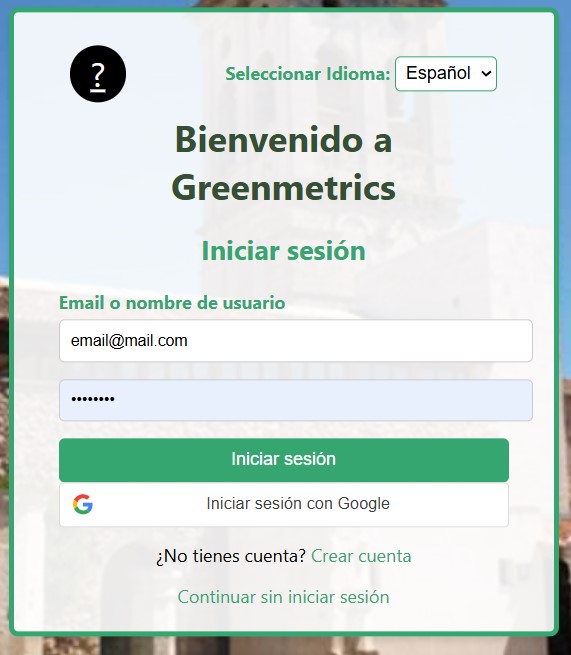 ?
Seleccionar Idioma: Español
Bienvenido a
Greenmetrics
Iniciar sesión
Email o nombre de usuario
email@mail.com
••••••••
Iniciar sesión
Iniciar sesión con Google
¿No tienes cuenta? Crear cuenta
Continuar sin iniciar sesión